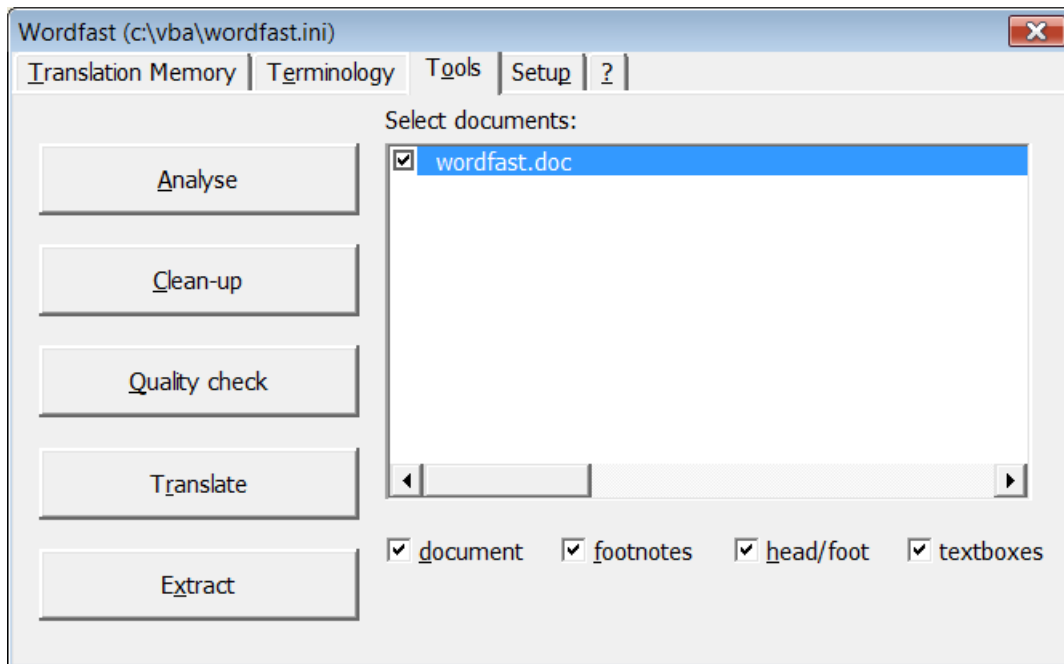 Wordfast (c:\vba\wordfast.ini)
Translation Memory Terminology Tools Setup ?
Select documents:
wordfast.doc
Analyse
Clean-up
Quality check
Translate
Extract
document footnotes head/foot textboxes